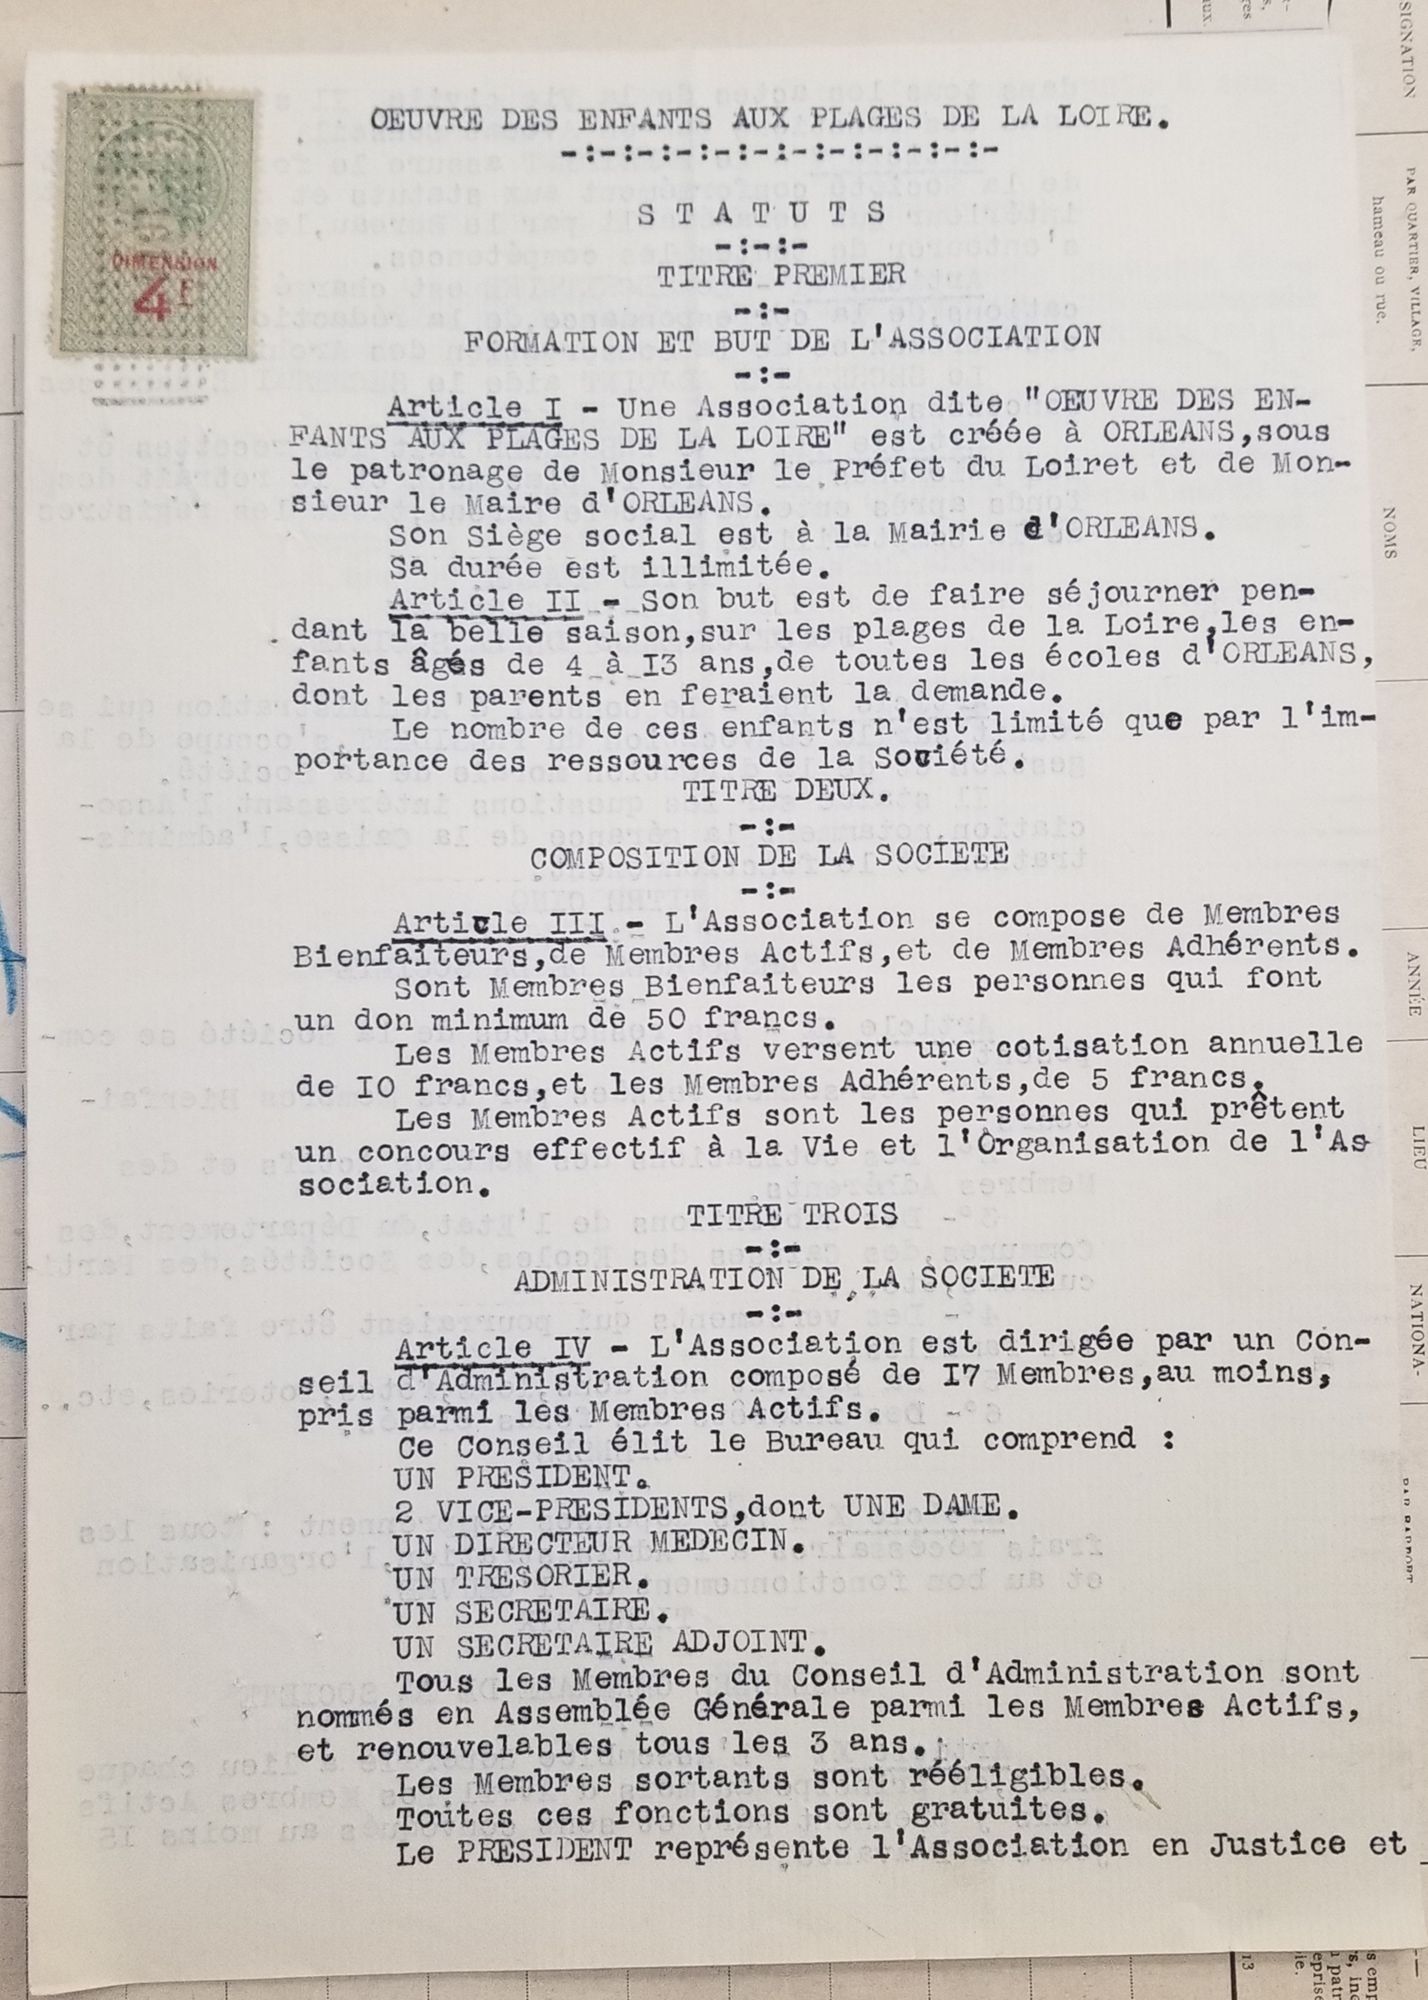 OEUVRE DES ENFANTS AUX PLAGES DE LA LOIRE.
-:-:-:-:-:-:-:-:-:-:-:-
S T A T U T S
-:-:-
TITRE PREMIER
-:-
FORMATION ET BUT DE L'ASSOCIATION
-:-
Article I - Une Association dite "OEUVRE DES EN-
FANTS AUX PLAGES DE LA LOIRE" est créée à ORLEANS,sous
le patronage de Monsieur le Préfet du Loiret et de Mon-
sieur le Maire d'ORLEANS.
Son Siège social est à la Mairie d'ORLEANS.
Sa durée est illimitée.
Article II - Son but est de faire séjourner pen-
dant la belle saison,sur les plages de la Loire,les en-
fants âgés de 4 à I3 ans,de toutes les écoles d'ORLEANS,
dont les parents en feraient la demande.
Le nombre de ces enfants n'est limité que par l'im-
portance des ressources de la Société.
TITRE DEUX.
-:-
COMPOSITION DE LA SOCIETE
-:-
Article III - L'Association se compose de Membres
Bienfaiteurs,de Membres Actifs,et de Membres Adhérents.
Sont Membres Bienfaiteurs les personnes qui font
un don minimum de 50 francs.
Les Membres Actifs versent une cotisation annuelle
de IO francs,et les Membres Adhérents,de 5 francs.
Les Membres Actifs sont les personnes qui prêtent
un concours effectif à la Vie et l'Organisation de l'As-
sociation.
TITRE TROIS
-:-
ADMINISTRATION DE LA SOCIETE
-:-
Article IV - L'Association est dirigée par un Con-
seil d'Administration composé de I7 Membres,au moins,
pris parmi les Membres Actifs.
Ce Conseil élit le Bureau qui comprend :
UN PRESIDENT.
2 VICE-PRESIDENTS,dont UNE DAME.
UN DIRECTEUR MEDECIN.
UN TRESORIER.
UN SECRETAIRE.
UN SECRETAIRE ADJOINT.
Tous les Membres du Conseil d'Administration sont
nommés en Assemblée Générale parmi les Membres Actifs,
et renouvelables tous les 3 ans.
Les Membres sortants sont rééligibles.
Toutes ces fonctions sont gratuites.
Le PRESIDENT représente l'Association en Justice et
DIMENSION
4F
PAR QUARTIER, VILLAGE,
hameau ou rue.
NOMS
ANNÉE
LIEU
NATIONA-
13